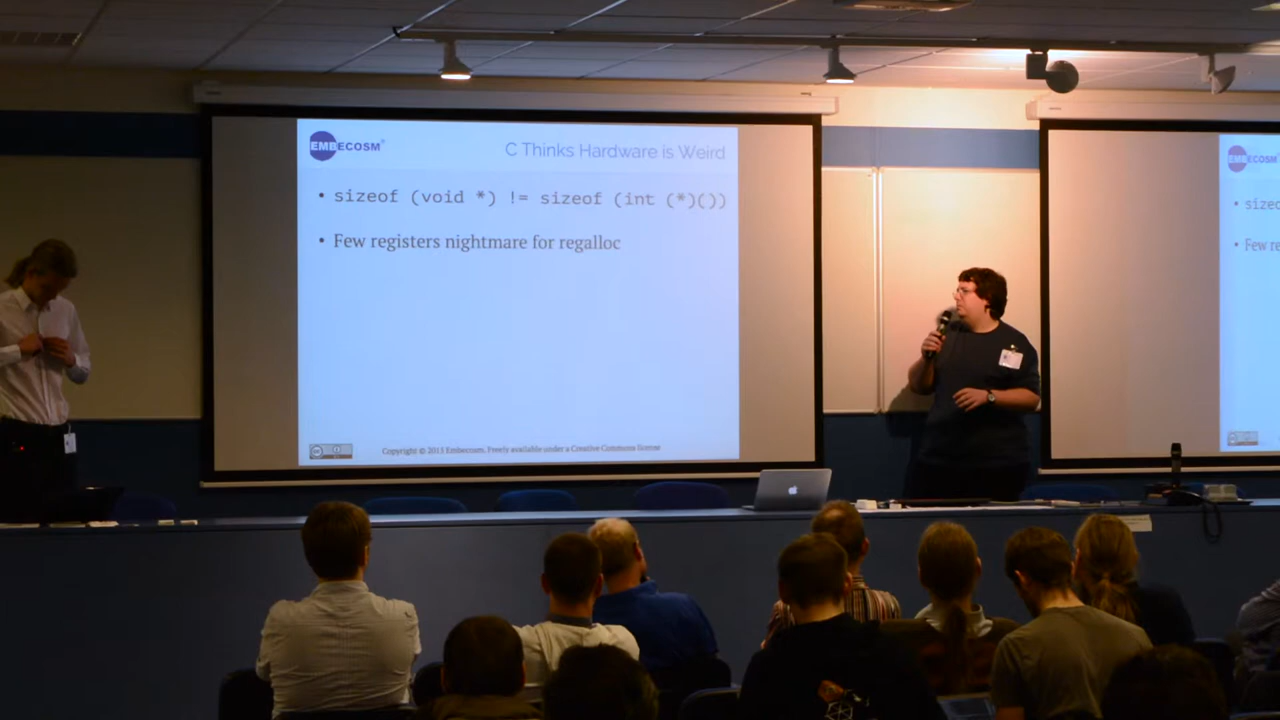 EMBECOSM®
C Thinks Hardware is Weird
• sizeof (void *) != sizeof (int (*)())
• Few registers nightmare for regalloc
Copyright © 2015 Embecosm. Freely available under a Creative Commons license
EMBECOSM
• sizeo
• Few re